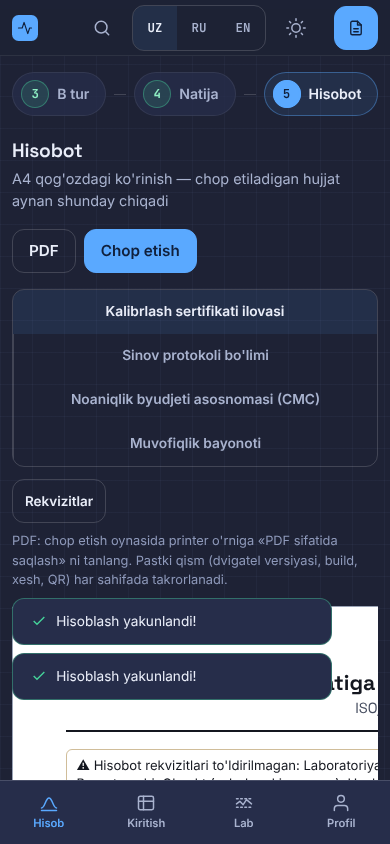 UZ RU EN
3 B tur 4 Natija 5 Hisobot
Hisobot
A4 qog'ozdagi ko'rinish — chop etiladigan hujjat
aynan shunday chiqadi
PDF Chop etish
Kalibrlash sertifikati ilovasi
Sinov protokoli bo'limi
Noaniqlik byudjeti asosnomasi (CMC)
Muvofiqlik bayonoti
Rekvizitlar
PDF: chop etish oynasida printer o'rniga «PDF sifatida
saqlash» ni tanlang. Pastki qism (dvigatel versiyasi, build,
xesh, QR) har sahifada takrorlanadi.
Hisoblash yakunlandi!
Hisoblash yakunlandi!
atiga
ISO
⚠ Hisobot rekvizitlari to'ldirilmagan: Laboratoriya
Hisob Kiritish Lab Profil